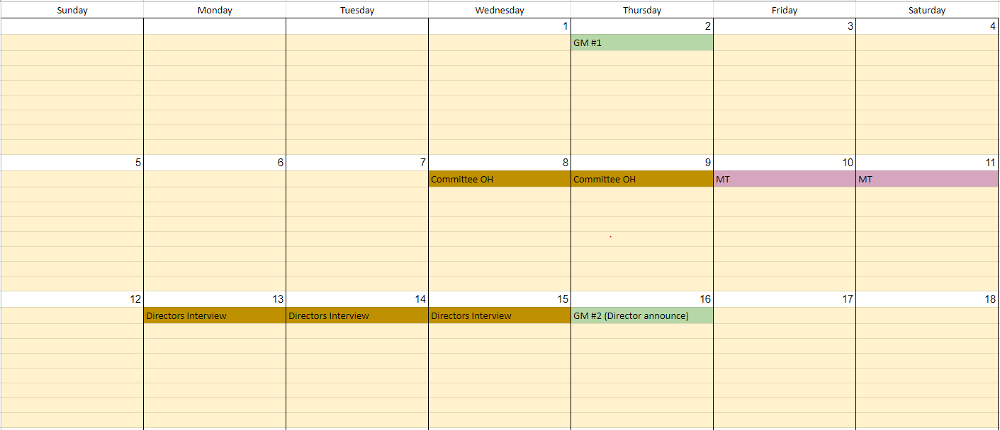 Sunday Monday Tuesday Wednesday Thursday Friday Saturday
1 2 3 4
GM #1
5 6 7 8 9 10 11
Committee OH Committee OH MT MT
12 13 14 15 16 17 18
Directors Interview Directors Interview Directors Interview GM #2 (Director announce)